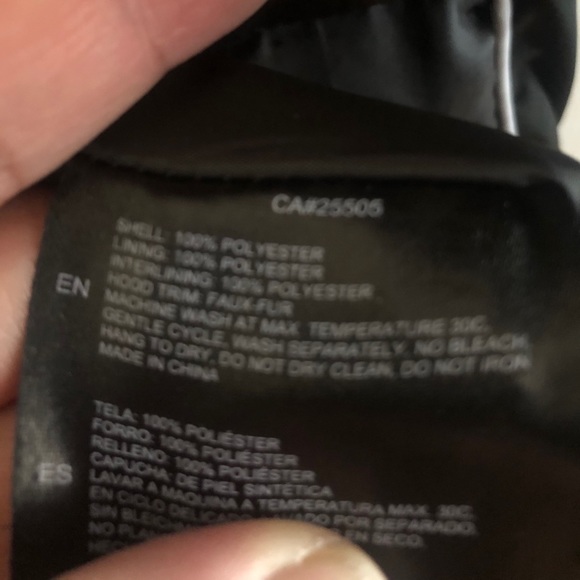 CA#25505
EN
SHELL: 100% POLYESTER
LINING: 100% POLYESTER
INTERLINING: 100% POLYESTER
HOOD TRIM: FAUX-FUR
MACHINE WASH AT MAX. TEMPERATURE 30C.
GENTLE CYCLE, WASH SEPARATELY, NO BLEACH,
HANG TO DRY, DO NOT DRY CLEAN, DO NOT IRON
MADE IN CHINA
ES
TELA: 100% POLIÉSTER
FORRO: 100% POLIÉSTER
RELLENO: 100% POLIÉSTER
CAPUCHA: DE PIEL SINTÉTICA
LAVAR A MAQUINA A TEMPERATURA MAX. 30C.
EN CICLO DELICADO POR SEPARADO,
SIN EN SECO,
NO